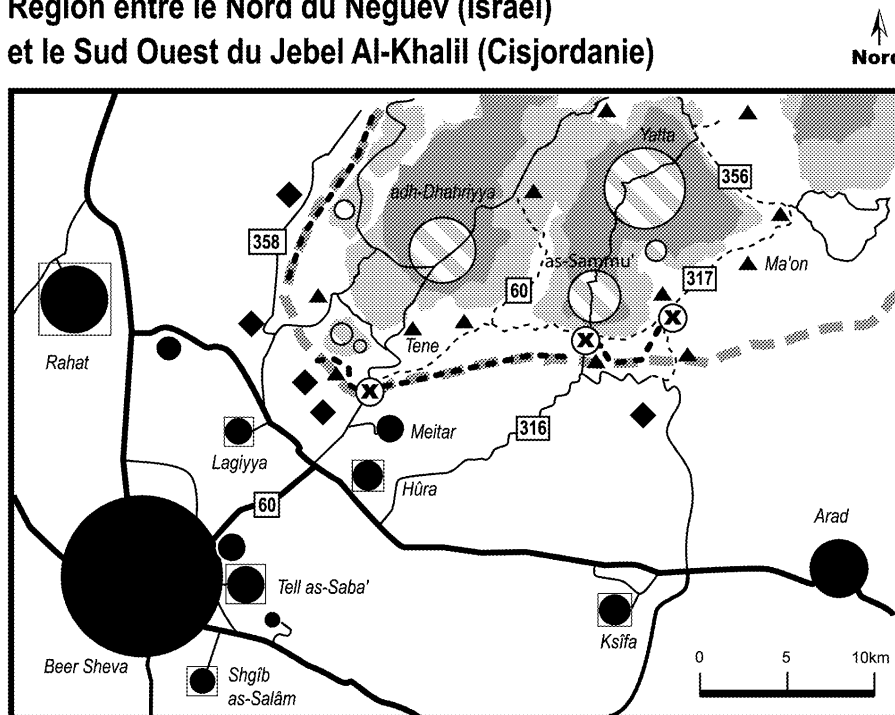 Région entre le Nord du Néguev (Israël)
et le Sud Ouest du Jebel Al-Khalil (Cisjordanie)
Nord
Yatta
adh-Dhahriyya
356
358
as-Sammu'
317
Ma'on
60
Rahat
Tene
Meitar
316
Lagiyya
Hûra
60
Arad
Tell as-Saba'
Ksîfa
Beer Sheva
Shgîb
as-Salâm
0 5 10km
X
X
X